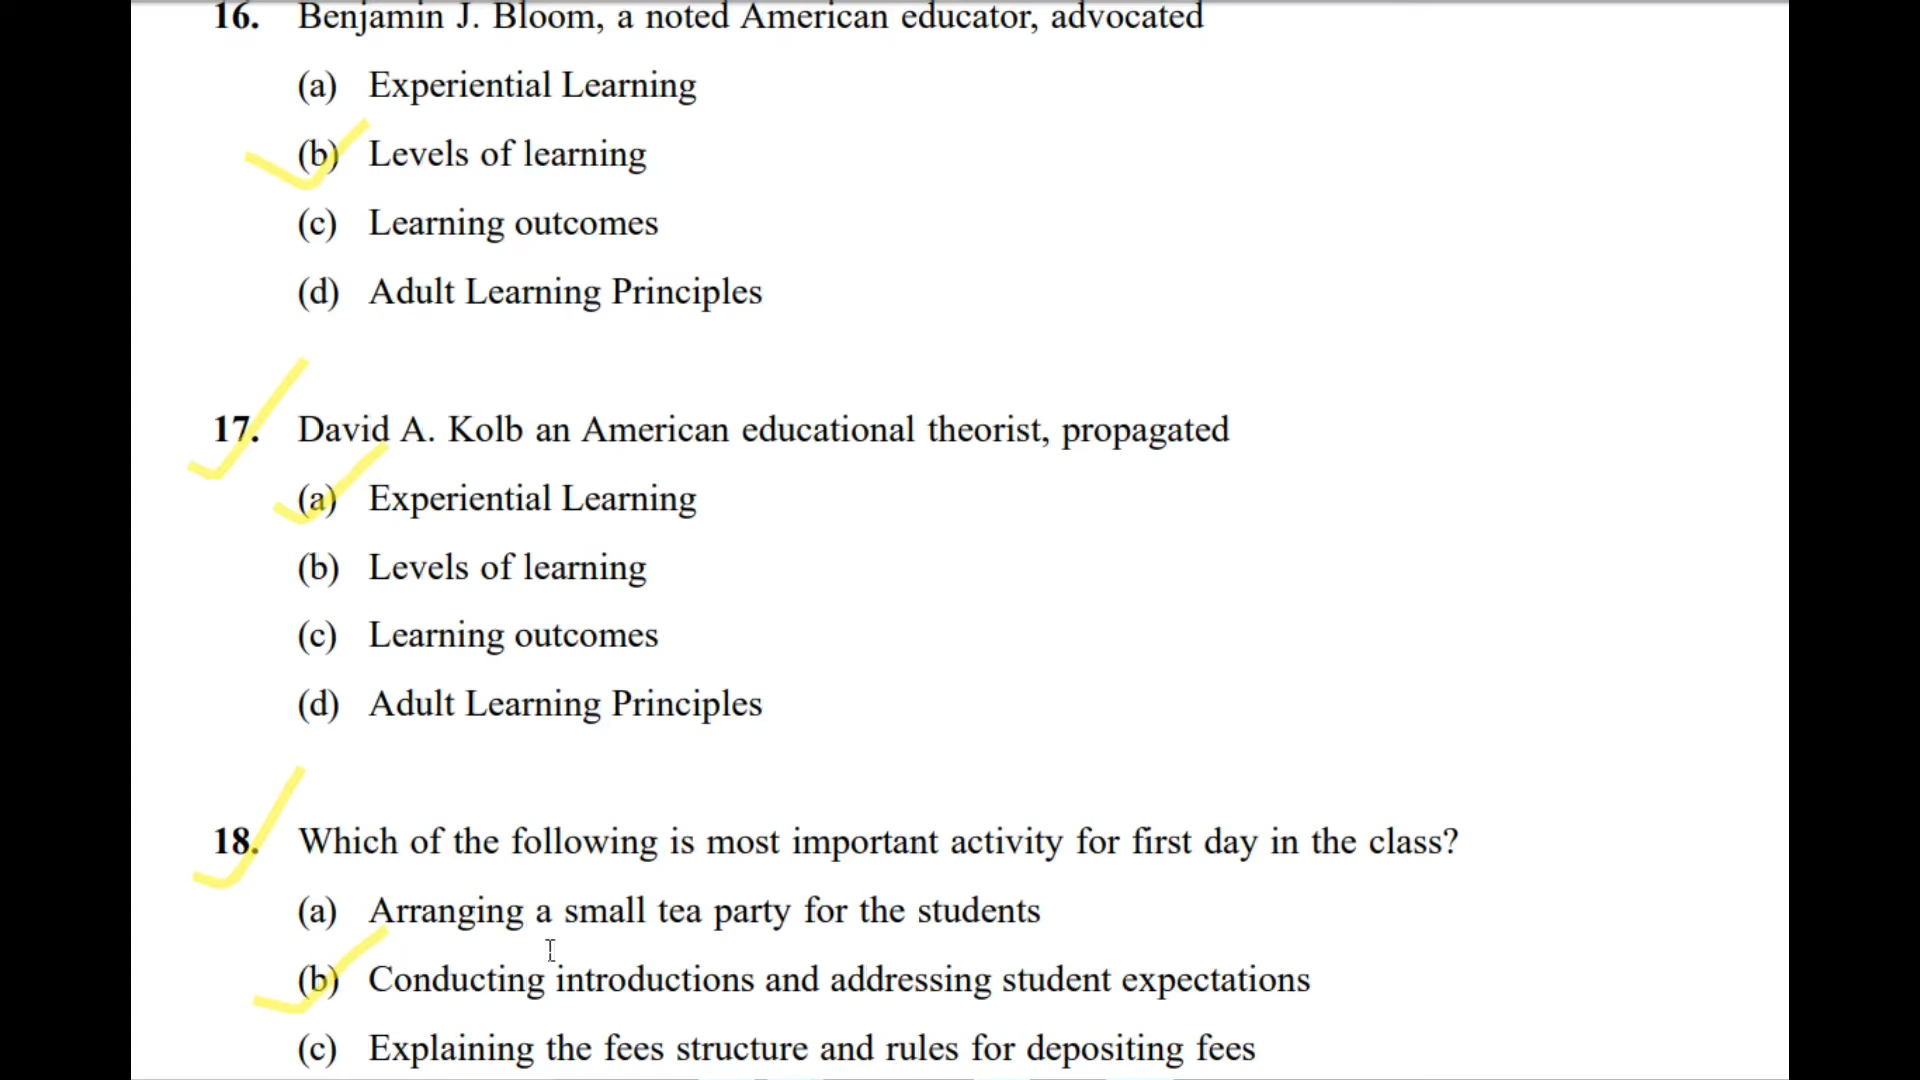 16. Benjamin J. Bloom, a noted American educator, advocated
(a) Experiential Learning
(b) Levels of learning
(c) Learning outcomes
(d) Adult Learning Principles
17. David A. Kolb an American educational theorist, propagated
(a) Experiential Learning
(b) Levels of learning
(c) Learning outcomes
(d) Adult Learning Principles
18. Which of the following is most important activity for first day in the class?
(a) Arranging a small tea party for the students
(b) Conducting introductions and addressing student expectations
(c) Explaining the fees structure and rules for depositing fees